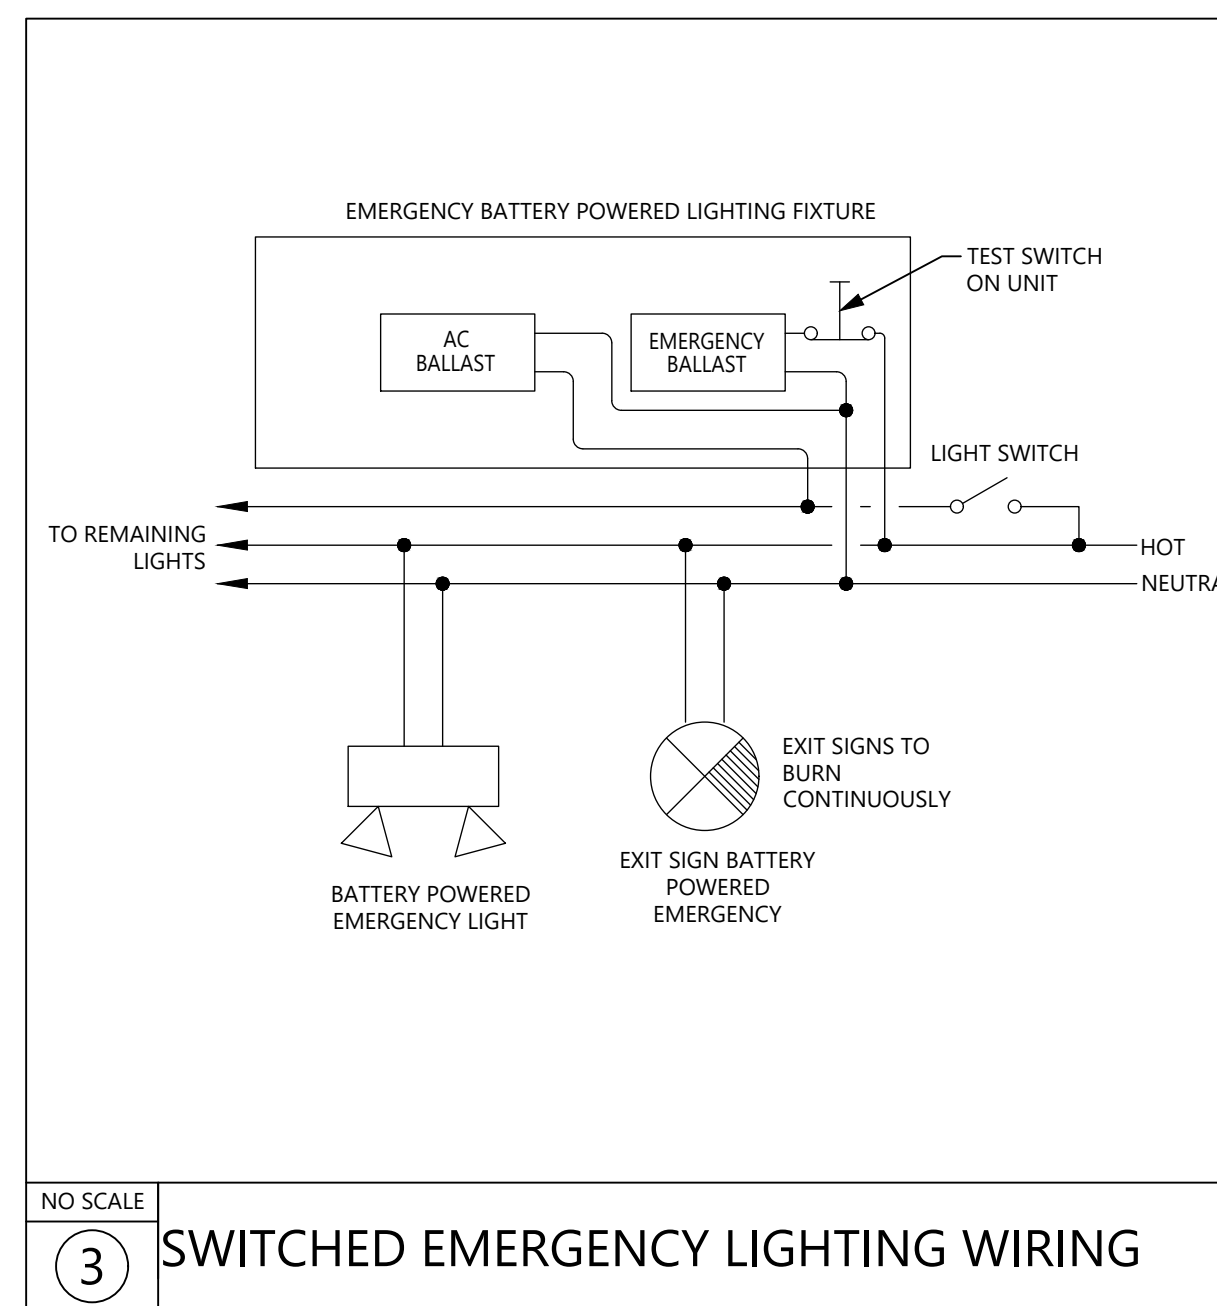 EMERGENCY BATTERY POWERED LIGHTING FIXTURE
TEST SWITCH
ON UNIT
AC
BALLAST
EMERGENCY
BALLAST
LIGHT SWITCH
TO REMAINING
LIGHTS
HOT
NEUTRA
EXIT SIGNS TO
BURN
CONTINUOUSLY
BATTERY POWERED
EMERGENCY LIGHT
EXIT SIGN BATTERY
POWERED
EMERGENCY
NO SCALE
3
SWITCHED EMERGENCY LIGHTING WIRING